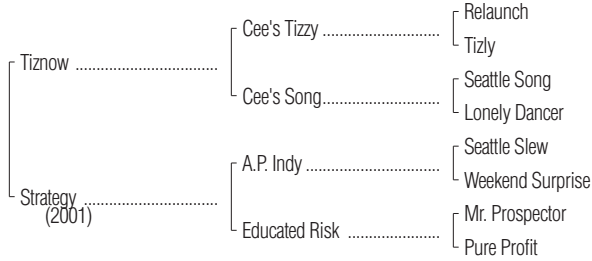 Relaunch
Cee's Tizzy ..............................
Tizly
Tiznow .....................................
Seattle Song
Cee's Song..............................
Lonely Dancer
Seattle Slew
A.P. Indy ..................................
Weekend Surprise
Strategy ...................................
(2001)
Mr. Prospector
Educated Risk ........................
Pure Profit